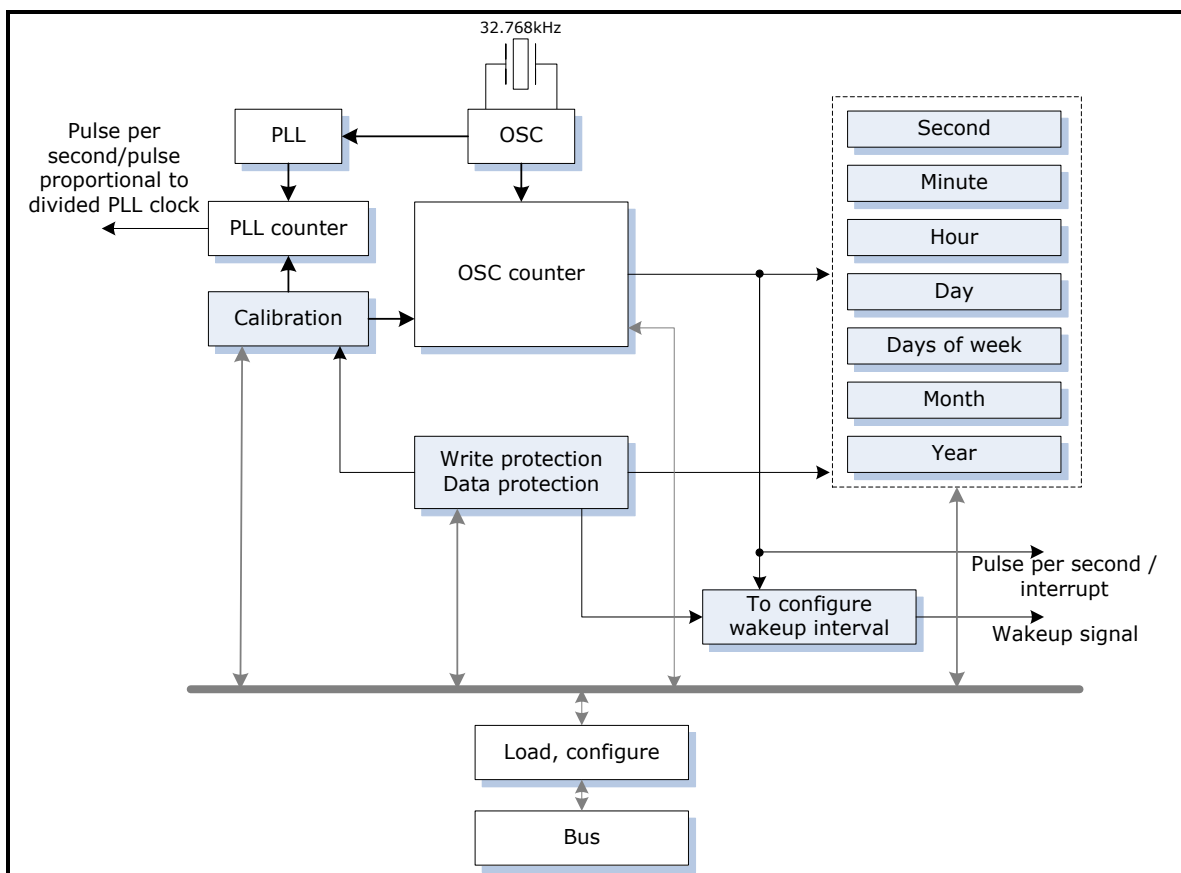 32.768kHz
PLL
OSC
Pulse per
second/pulse
proportional to
divided PLL clock
PLL counter
OSC counter
Calibration
Second
Minute
Hour
Day
Days of week
Month
Year
Write protection
Data protection
Pulse per second /
interrupt
To configure
wakeup interval
Wakeup signal
Load, configure
Bus